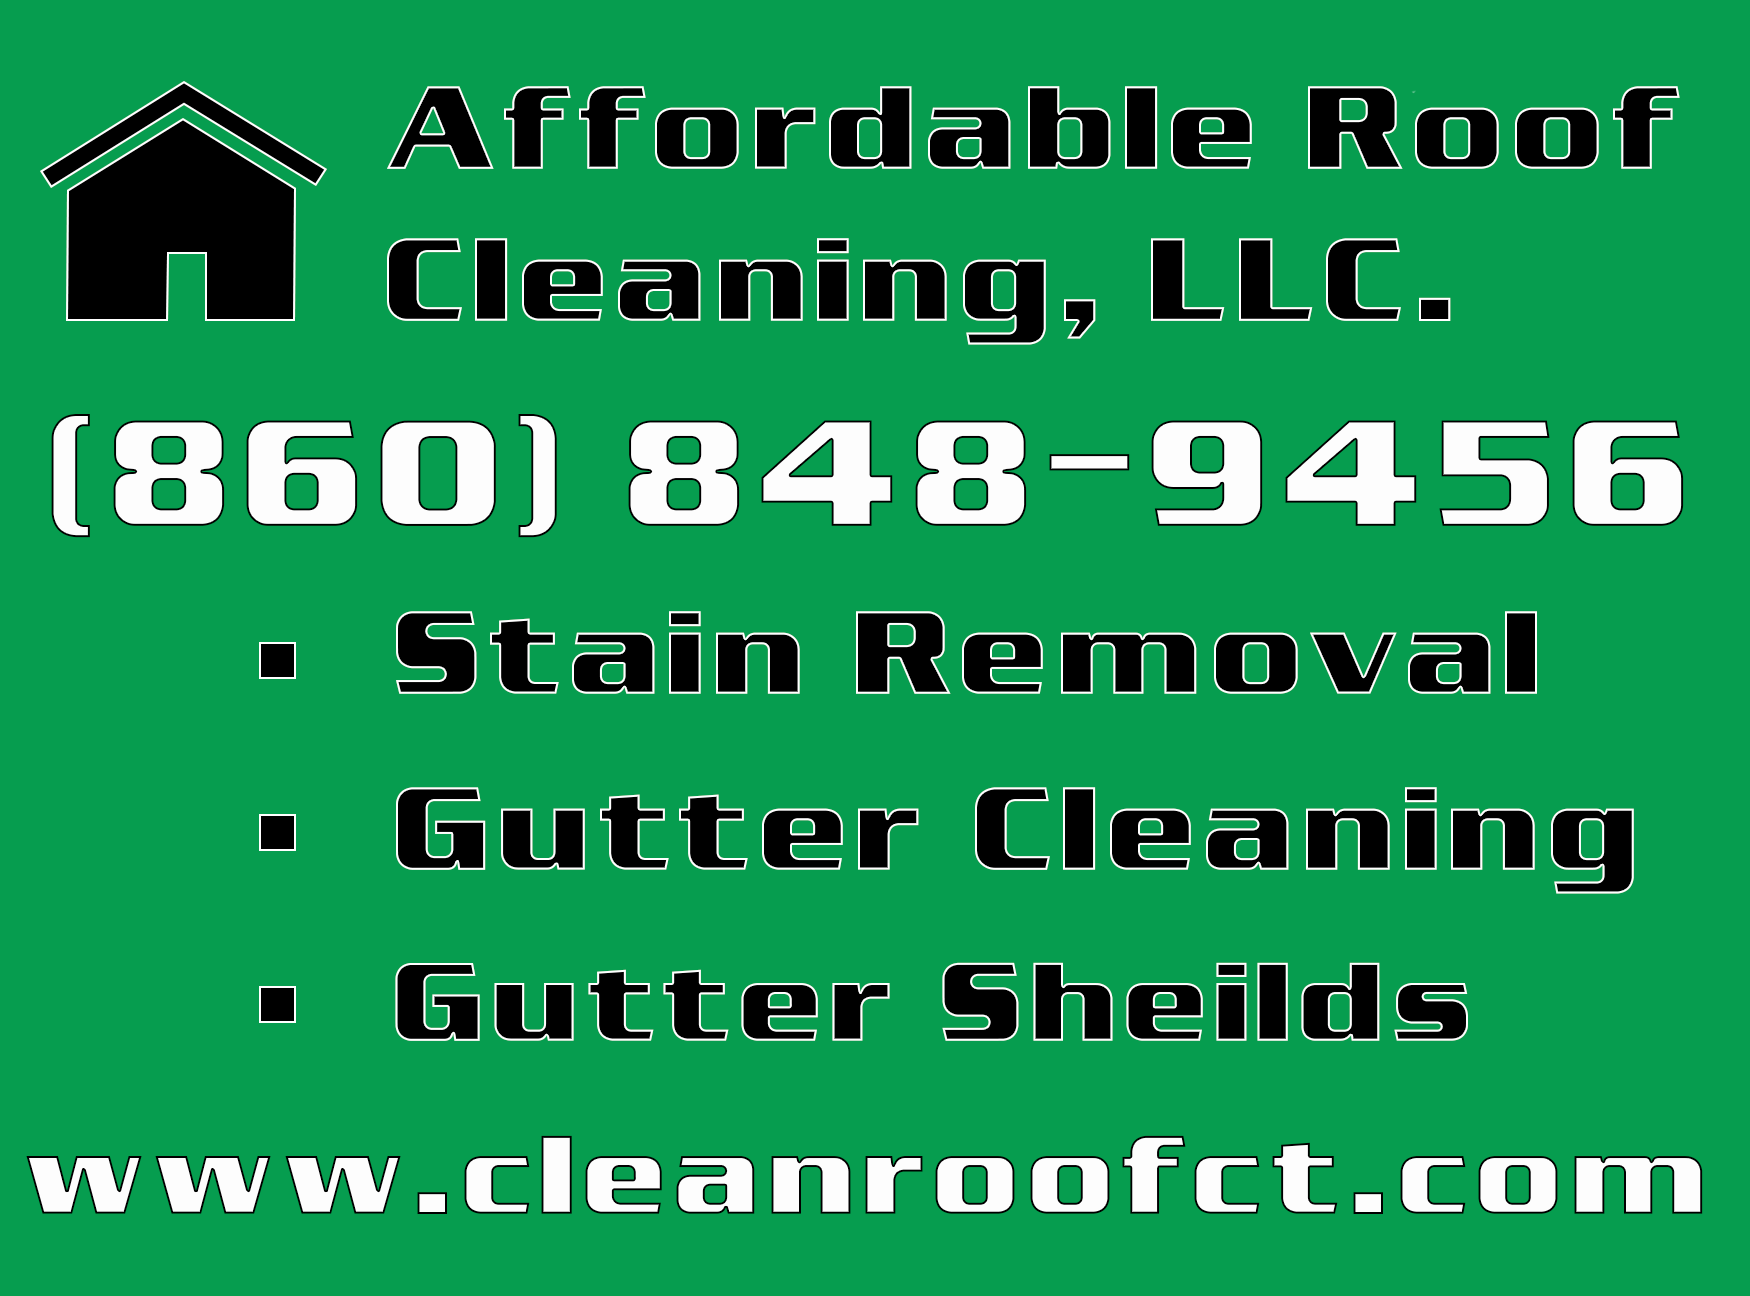 Affordable Roof
Cleaning, LLC.
(860) 848-9456
▪ Stain Removal
▪ Gutter Cleaning
▪ Gutter Sheilds
www.cleanroofct.com